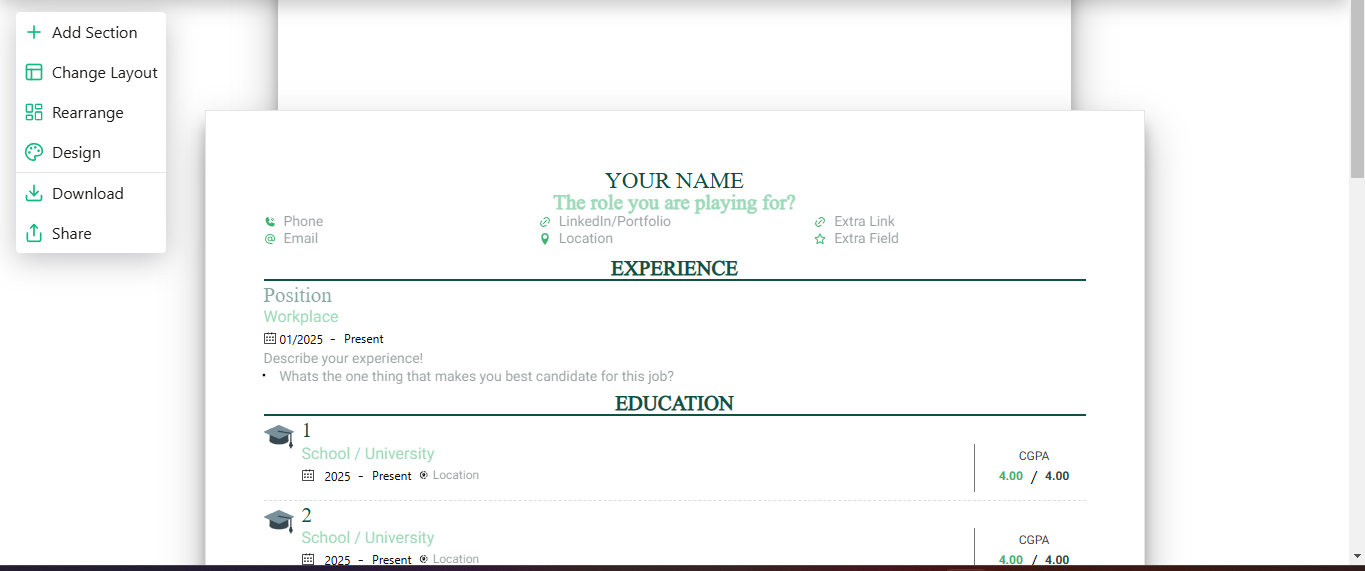 Add Section
Change Layout
Rearrange
Design
Download
Share
YOUR NAME
The role you are playing for?
Phone LinkedIn/Portfolio Extra Link
Email Location Extra Field
EXPERIENCE
Position
Workplace
01/2025 - Present
Describe your experience!
• Whats the one thing that makes you best candidate for this job?
EDUCATION
1
School / University
2025 - Present Location
CGPA
4.00 / 4.00
2
School / University
2025 - Present Location
CGPA
4.00 / 4.00